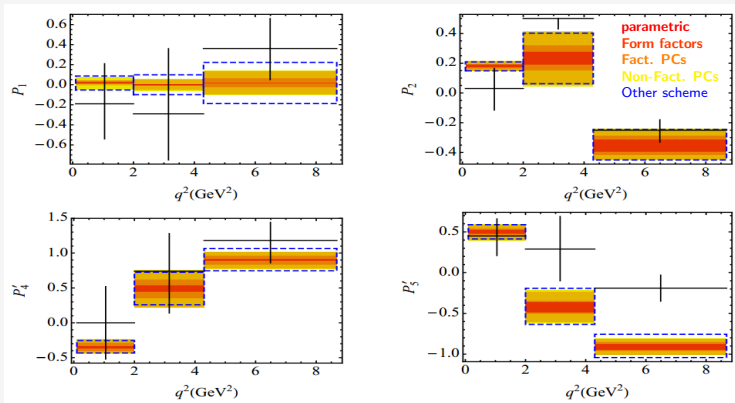 0.6
0.4
0.2
0.0
−0.2
−0.4
−0.6
P₁
0 2 4 6 8
q²(GeV²)
0.4
0.2
0.0
−0.2
−0.4
P₂
0 2 4 6 8
q²(GeV²)
parametric
Form factors
Fact. PCs
Non-Fact. PCs
Other scheme
1.5
1.0
0.5
0.0
−0.5
P′₄
0 2 4 6 8
q²(GeV²)
0.5
0.0
−0.5
−1.0
P′₅
0 2 4 6 8
q²(GeV²)